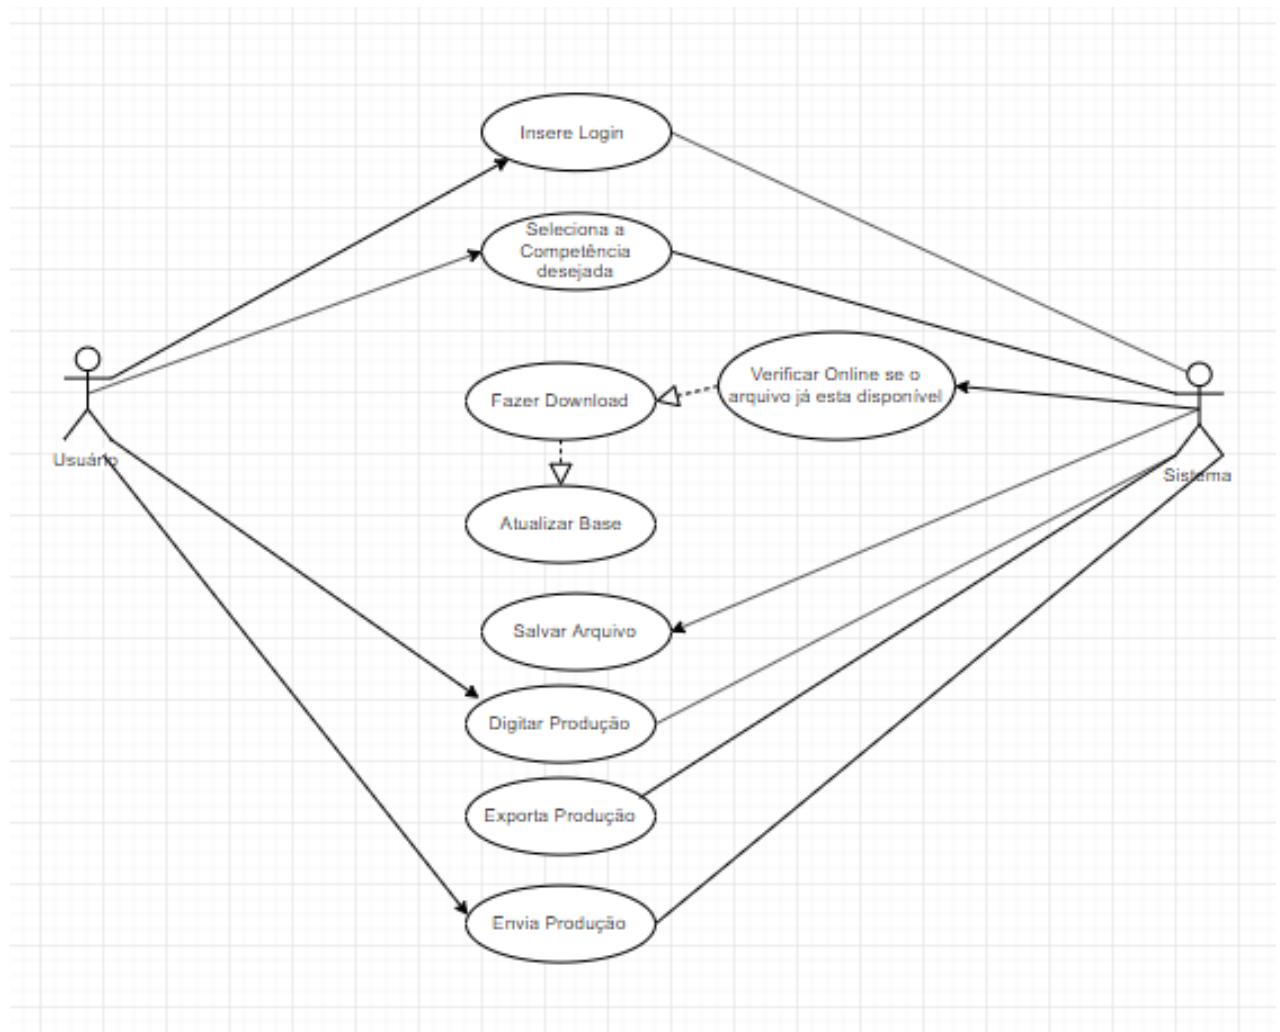 Insere Login
Seleciona a
Competência
desejada
Verificar Online se o
arquivo já esta disponível
Fazer Download
Usuário
Sistema
Atualizar Base
Salvar Arquivo
Digitar Produção
Exporta Produção
Envia Produção